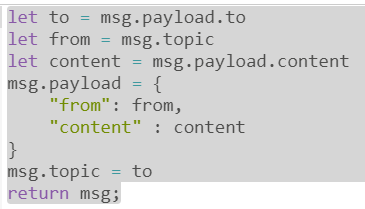 let to = msg.payload.to
let from = msg.topic
let content = msg.payload.content
msg.payload = {
    "from": from,
    "content" : content
}
msg.topic = to
return msg;